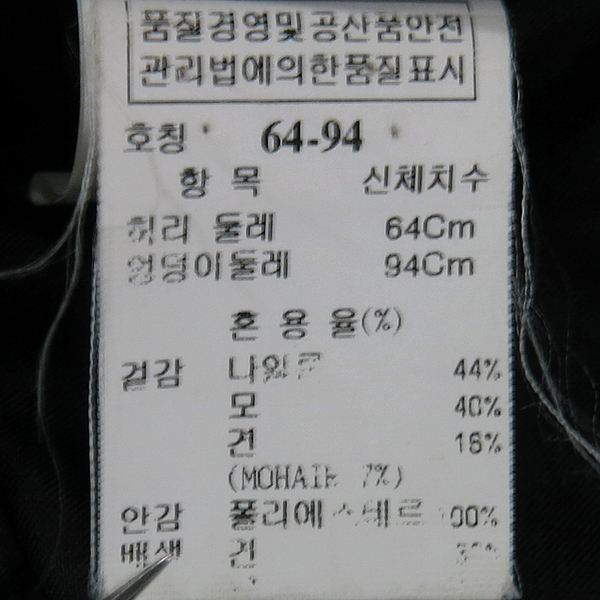 품질경영및공산품안전
관리법에의한품질표시
호칭 64-94
항 목 신체치수
허리 둘레 64Cm
엉덩이둘레 94Cm
혼 용 율(%)
겉감 나일론 44%
모 40%
견 16%
(MOHAIR 7%)
안감 폴리에스테르 100%
배색 견